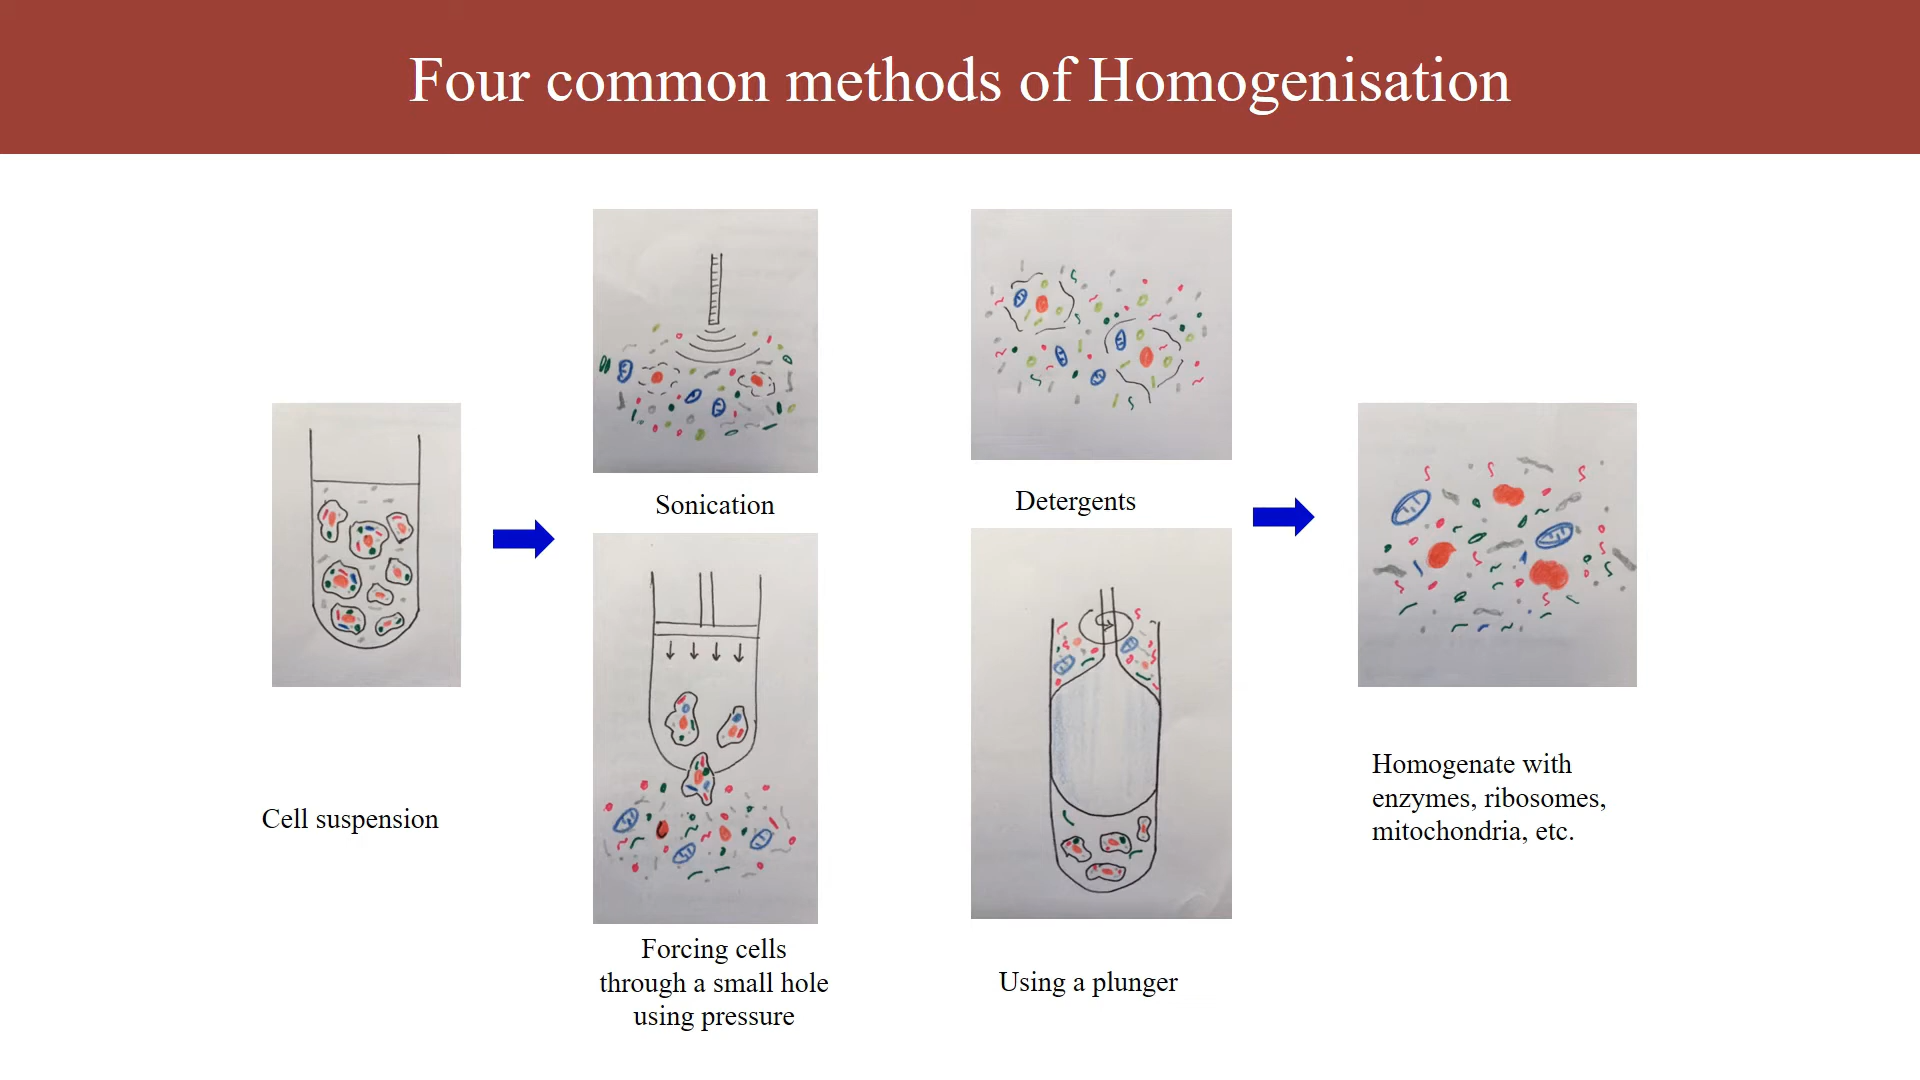 Four common methods of Homogenisation
Sonication
Detergents
Cell suspension
Forcing cells
through a small hole
using pressure
Using a plunger
Homogenate with
enzymes, ribosomes,
mitochondria, etc.